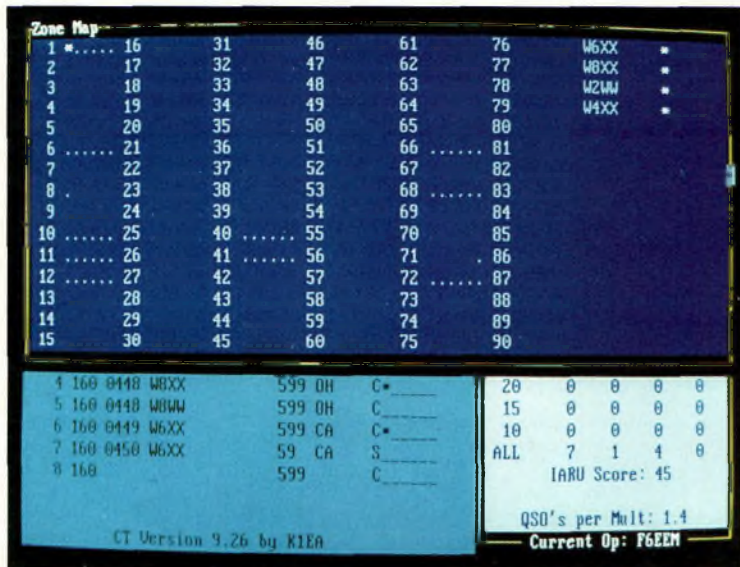 Zone Map
1 *..... 16 31 46 61 76 W6XX *
2 17 32 47 62 77 W8XX *
3 18 33 48 63 78 W2WW *
4 19 34 49 64 79 W4XX *
5 20 35 50 65 80
6 ...... 21 36 51 66 ...... 81
7 22 37 52 67 82
8 . 23 38 53 68 ...... 83
9 24 39 54 69 84
10 ...... 25 40 ...... 55 70 85
11 ...... 26 41 ...... 56 71 . 86
12 ...... 27 42 57 72 ...... 87
13 28 43 58 73 88
14 29 44 59 74 89
15 30 45 60 75 90
4 160 0448 W8XX 599 OH C*_____
5 160 0448 W8WW 599 OH C______
6 160 0449 W6XX 599 CA C*_____
7 160 0450 W6XX 59 CA S______
8 160 599 C______
CT Version 9.26 by K1EA
20 0 0 0 0
15 0 0 0 0
10 0 0 0 0
ALL 7 1 4 0
IARU Score: 45
QSO's per Mult: 1.4
Current Op: F6EEM